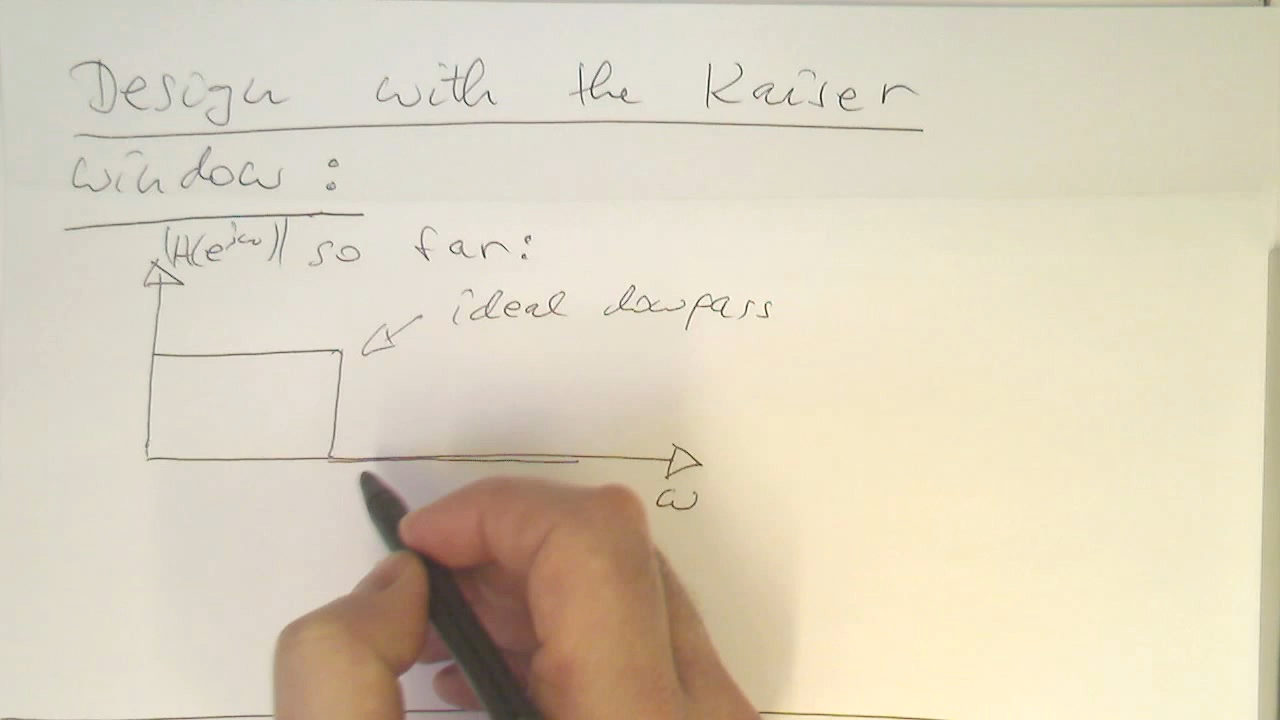 Design with the Kaiser
window:
|H(e^jω)| so far:
ideal lowpass
ω